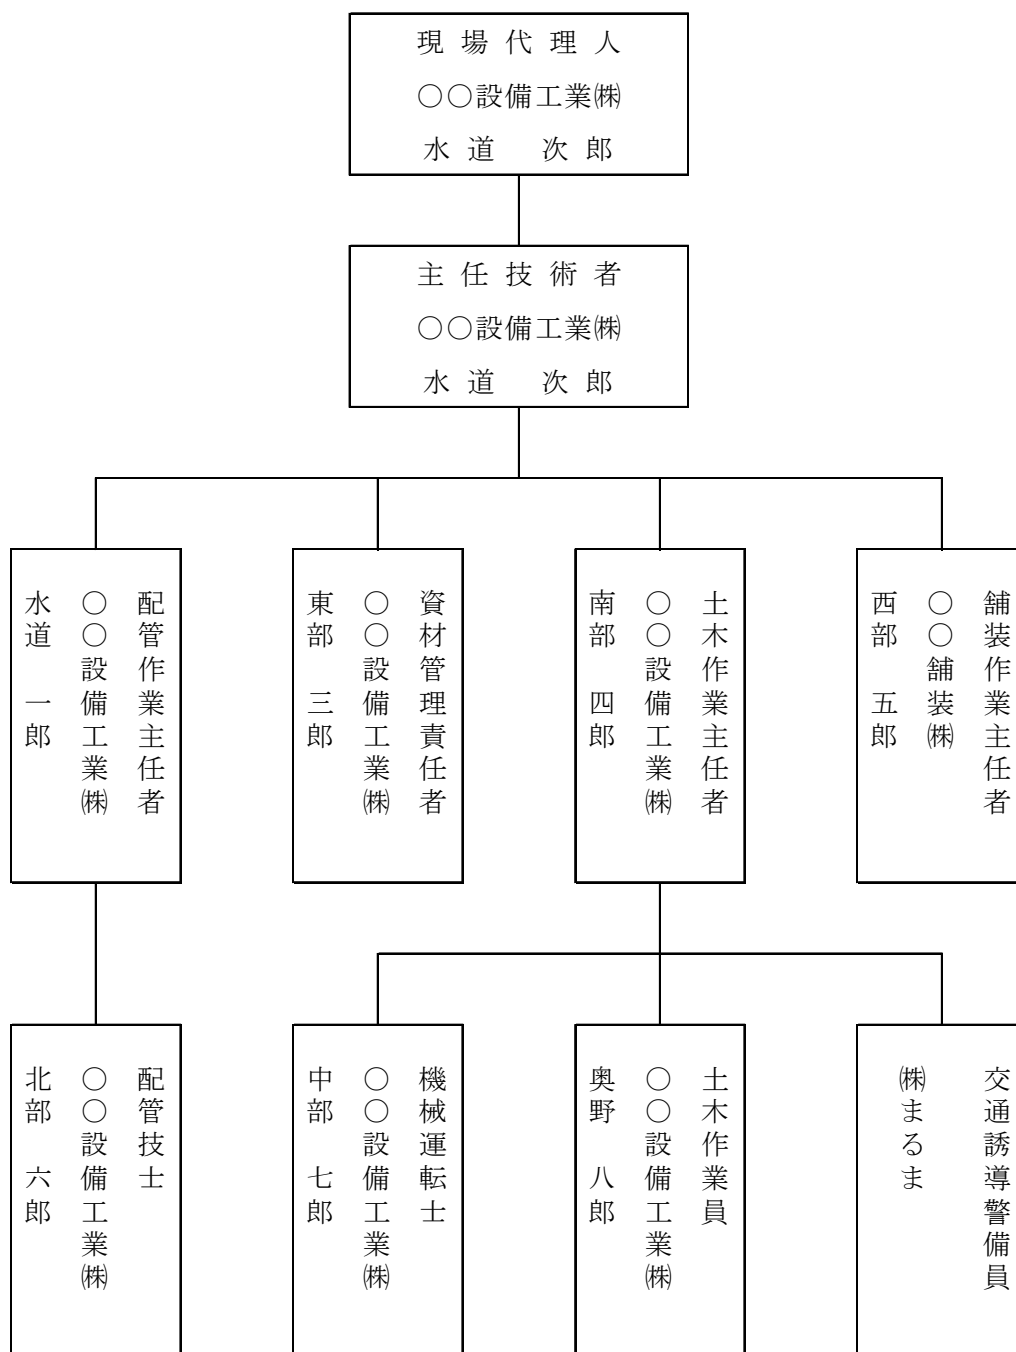 現場代理人
○○設備工業㈱
水道 次郎
主任技術者
○○設備工業㈱
水道 次郎
配管作業主任者
○○設備工業㈱
水道 一郎
資材管理責任者
○○設備工業㈱
東部 三郎
土木作業主任者
○○設備工業㈱
南部 四郎
舗装作業主任者
○○舗装㈱
西部 五郎
配管技士
○○設備工業㈱
北部 六郎
機械運転士
○○設備工業㈱
中部 七郎
土木作業員
○○設備工業㈱
奥野 八郎
交通誘導警備員
㈱まるま